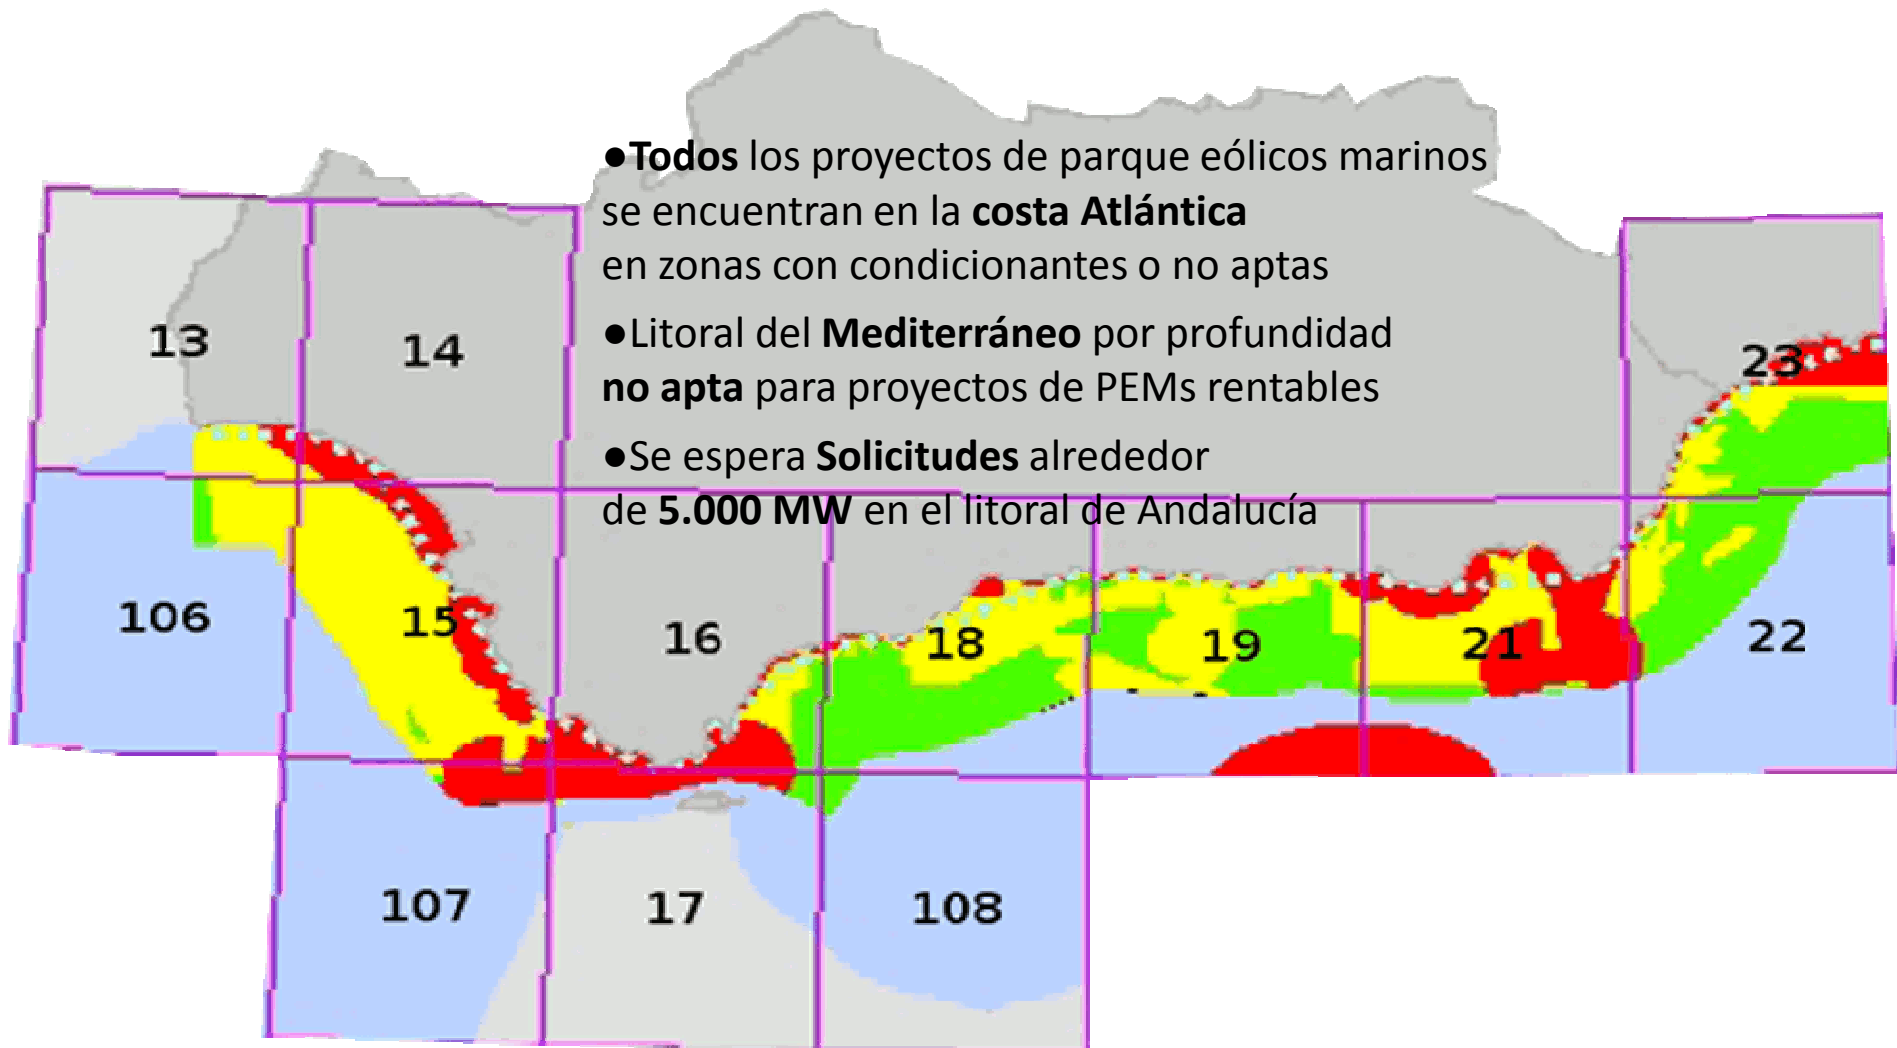 ●Todos los proyectos de parque eólicos marinos
se encuentran en la costa Atlántica
en zonas con condicionantes o no aptas
●Litoral del Mediterráneo por profundidad
no apta para proyectos de PEMs rentables
●Se espera Solicitudes alrededor
de 5.000 MW en el litoral de Andalucía
13
14
23
106
15
16
18
19
21
22
107
17
108